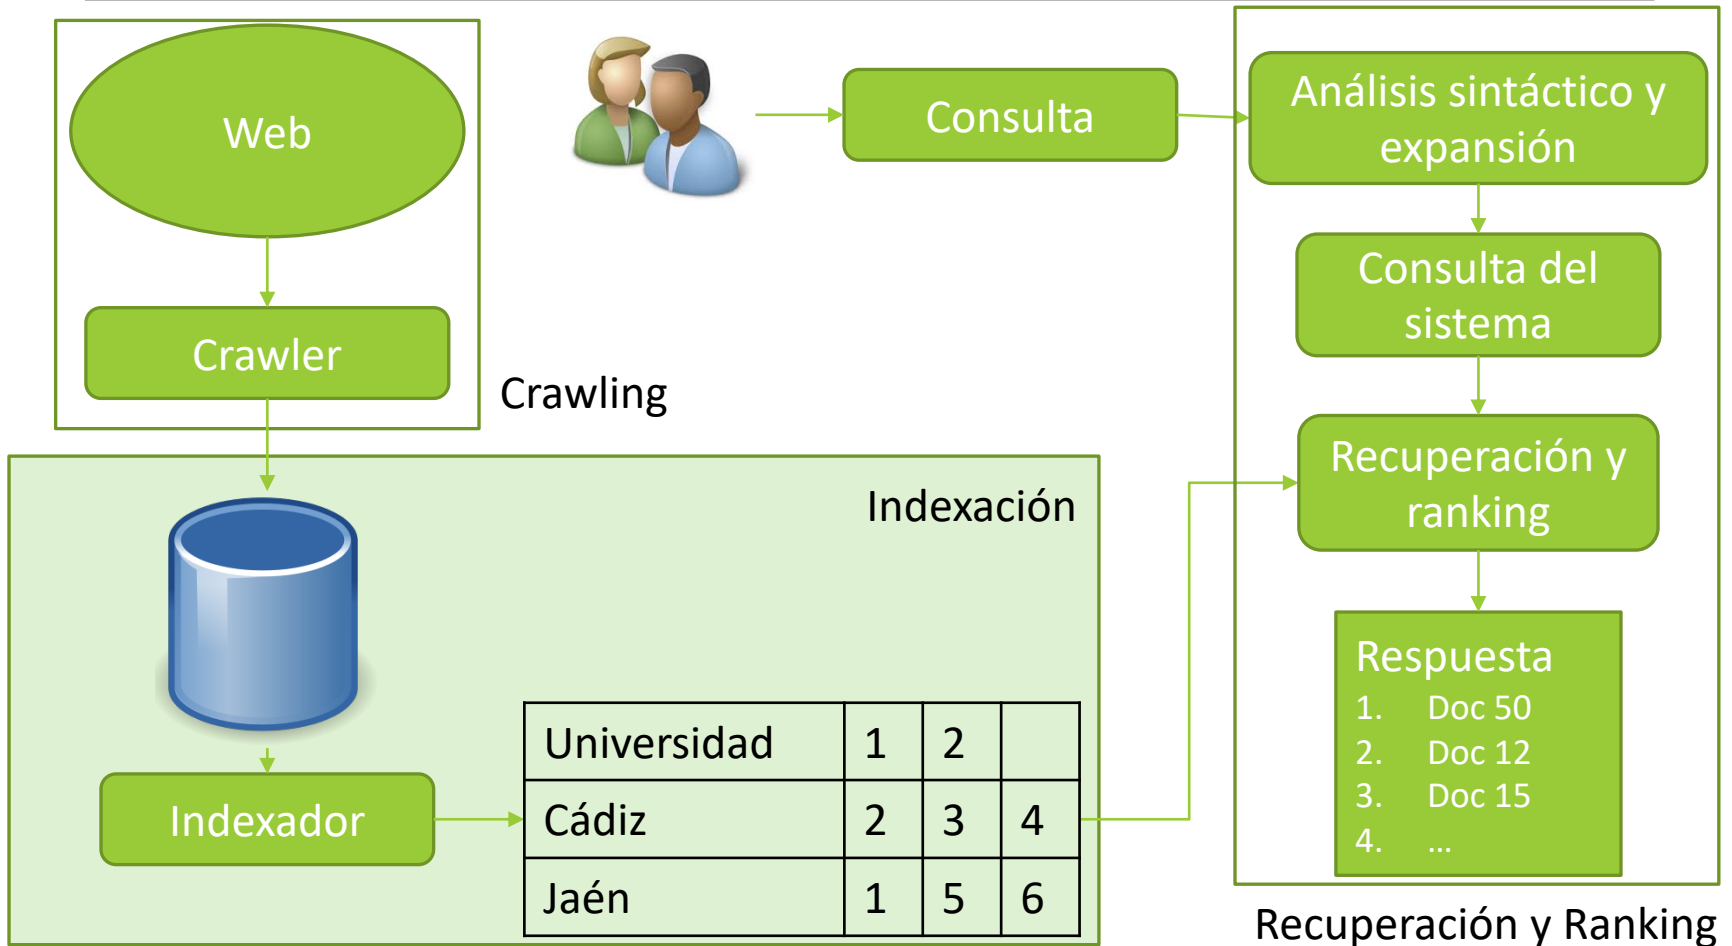 Web
Crawler
Crawling
Consulta
Análisis sintáctico y
expansión
Consulta del
sistema
Recuperación y
ranking
Respuesta
1. Doc 50
2. Doc 12
3. Doc 15
4. …
Recuperación y Ranking
Indexación
Indexador
Universidad 1 2
Cádiz 2 3 4
Jaén 1 5 6